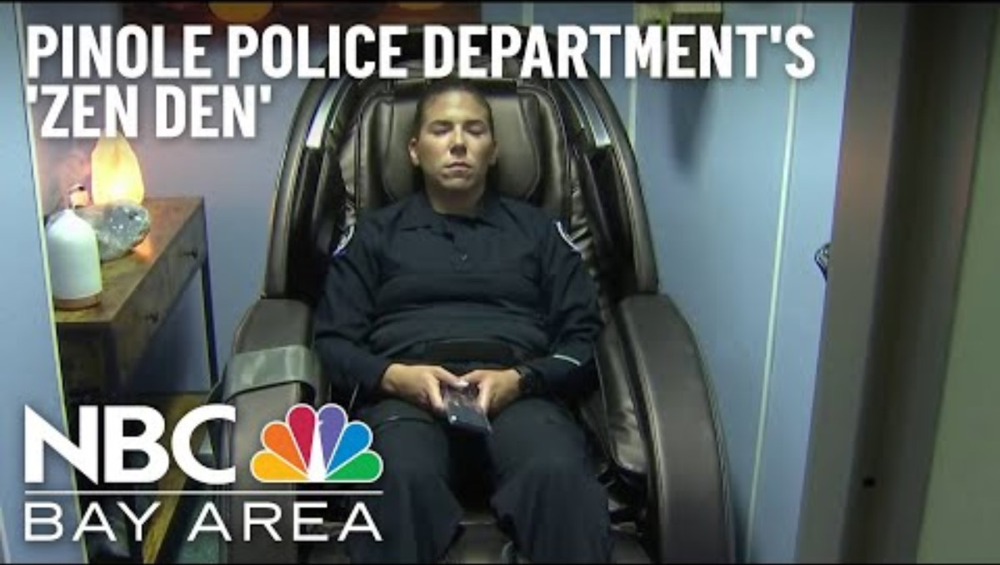 PINOLE POLICE DEPARTMENT'S
'ZEN DEN'
NBC
BAY AREA